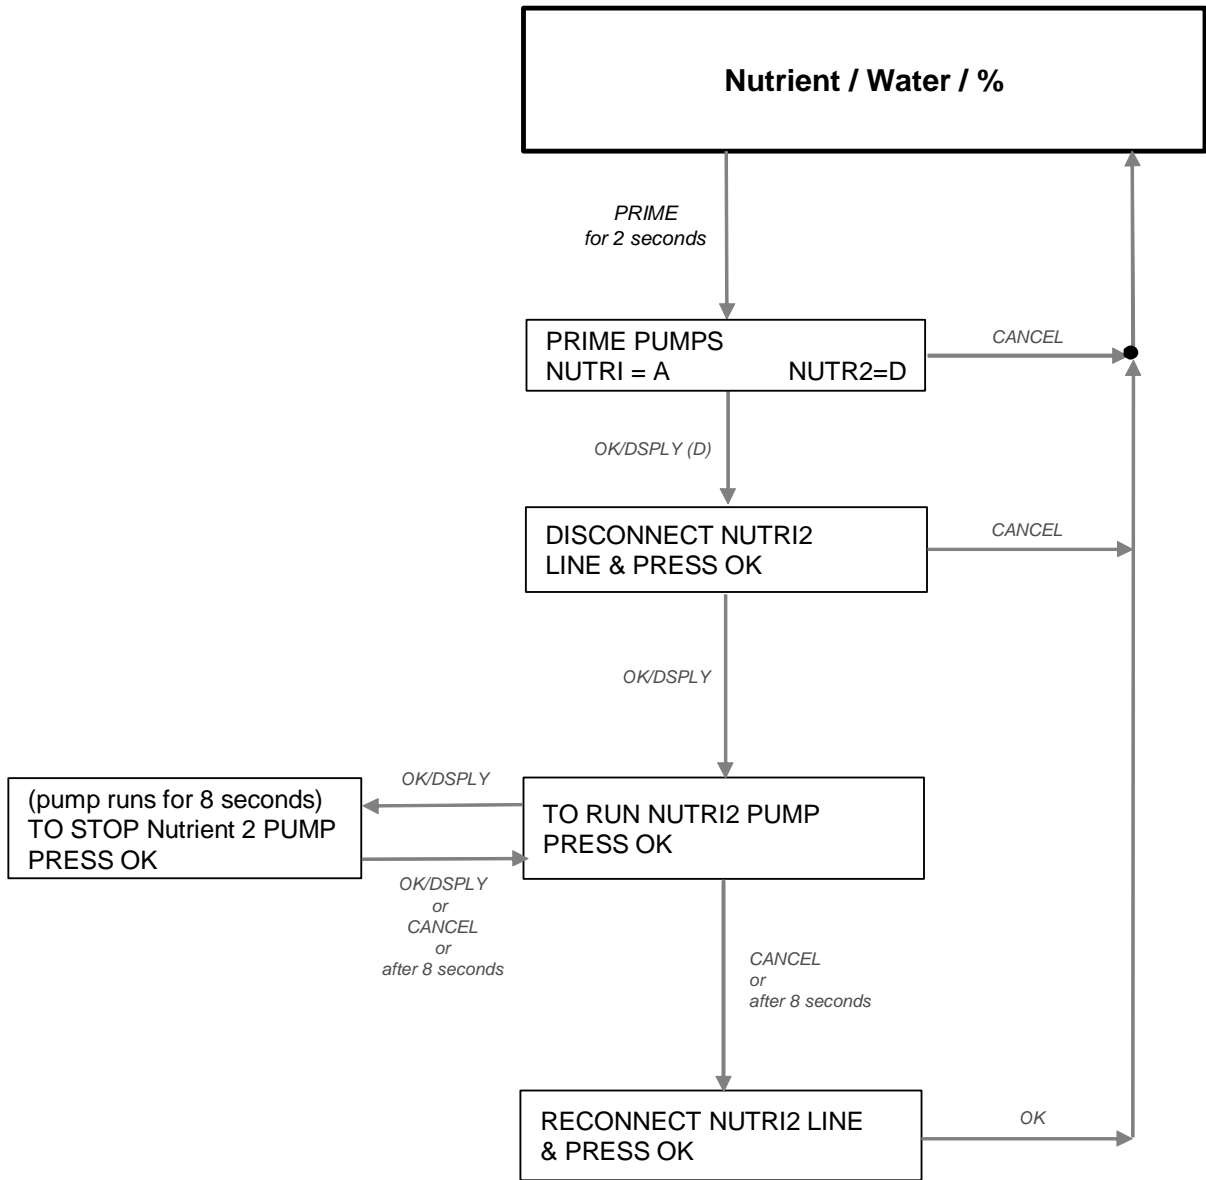 Nutrient / Water / %
PRIME
for 2 seconds
PRIME PUMPS
NUTRI = A NUTR2=D
CANCEL
OK/DSPLY (D)
DISCONNECT NUTRI2
LINE & PRESS OK
CANCEL
OK/DSPLY
(pump runs for 8 seconds)
TO STOP Nutrient 2 PUMP
PRESS OK
OK/DSPLY
TO RUN NUTRI2 PUMP
PRESS OK
OK/DSPLY
or
CANCEL
or
after 8 seconds
CANCEL
or
after 8 seconds
RECONNECT NUTRI2 LINE
& PRESS OK
OK